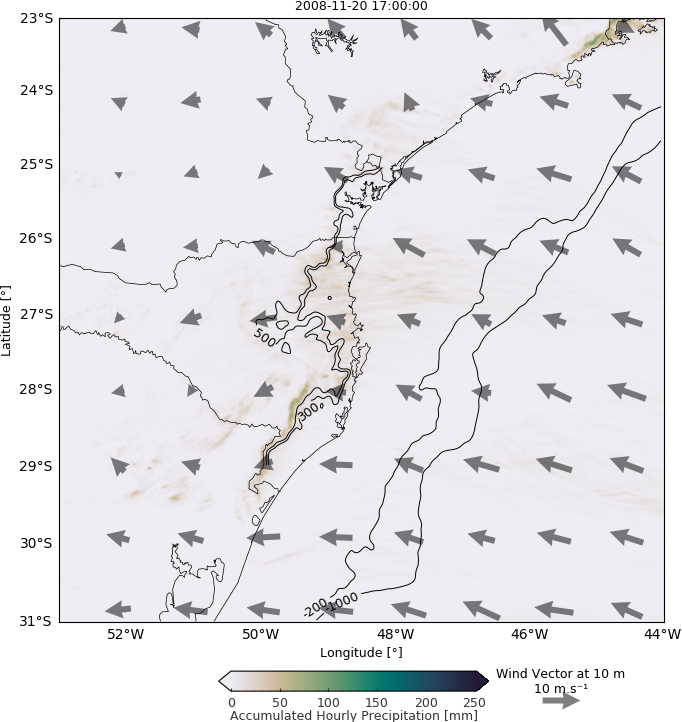 2008-11-20 17:00:00
23°S
24°S
25°S
26°S
27°S
28°S
29°S
30°S
31°S
Latitude [°]
500
300
-200
-1000
52°W 50°W 48°W 46°W 44°W
Longitude [°]
0 50 100 150 200 250
Accumulated Hourly Precipitation [mm]
Wind Vector at 10 m
10 m.s⁻¹